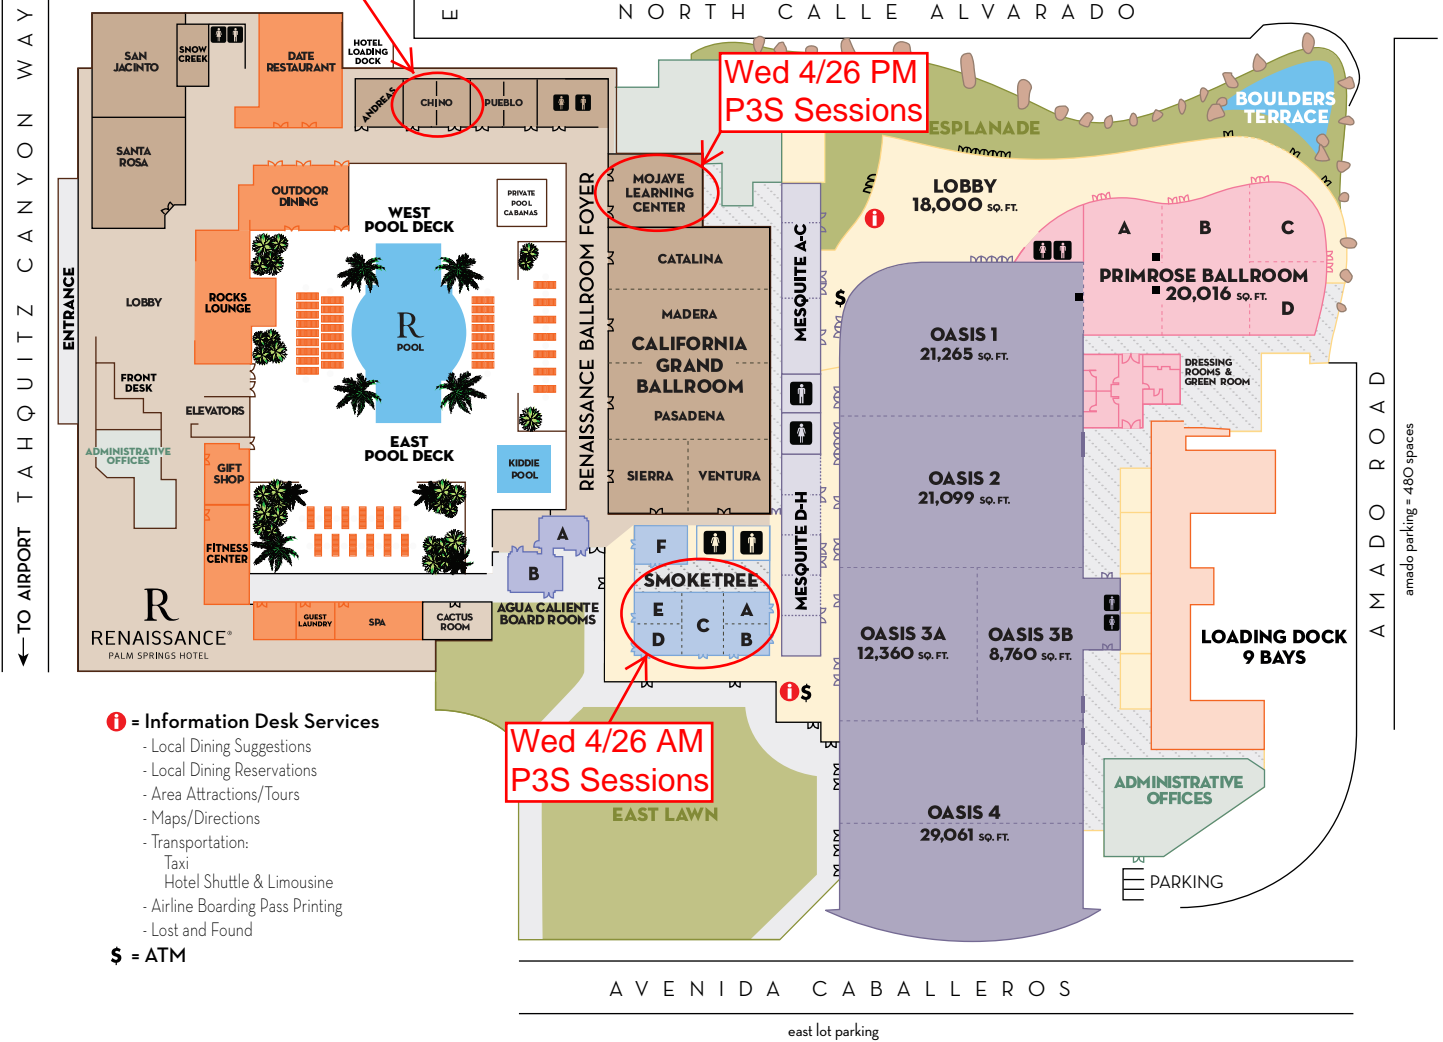 NORTH CALLE ALVARADO
E
TAHQUITZ CANYON WAY
←TO AIRPORT
SAN
JACINTO
SNOW
CREEK
DATE
RESTAURANT
HOTEL
LOADING
DOCK
ANDREAS
CHINO
PUEBLO
Wed 4/26 PM
P3S Sessions
ESPLANADE
BOULDERS
TERRACE
SANTA
ROSA
OUTDOOR
DINING
PRIVATE
POOL
CABANAS
WEST
POOL DECK
MOJAVE
LEARNING
CENTER
LOBBY
18,000 SQ. FT.
A
B
C
PRIMROSE BALLROOM
20,016 SQ. FT.
D
ENTRANCE
LOBBY
ROCKS
LOUNGE
R
POOL
RENAISSANCE BALLROOM FOYER
CATALINA
MADERA
CALIFORNIA
GRAND
BALLROOM
PASADENA
SIERRA
VENTURA
MESQUITE A-C
$
OASIS 1
21,265 SQ. FT.
DRESSING
ROOMS &
GREEN ROOM
FRONT
DESK
ELEVATORS
ADMINISTRATIVE
OFFICES
EAST
POOL DECK
GIFT
SHOP
KIDDIE
POOL
OASIS 2
21,099 SQ. FT.
MESQUITE D-H
FITNESS
CENTER
A
B
F
SMOKETREE
E
D
C
A
B
AGUA CALIENTE
BOARD ROOMS
R
RENAISSANCE®
PALM SPRINGS HOTEL
GUEST
LAUNDRY
SPA
CACTUS
ROOM
OASIS 3A
12,360 SQ. FT.
OASIS 3B
8,760 SQ. FT.
LOADING DOCK
9 BAYS
AMADO ROAD
amado parking = 480 spaces
i $
Wed 4/26 AM
P3S Sessions
EAST LAWN
OASIS 4
29,061 SQ. FT.
ADMINISTRATIVE
OFFICES
PARKING
i = Information Desk Services
- Local Dining Suggestions
- Local Dining Reservations
- Area Attractions/Tours
- Maps/Directions
- Transportation:
Taxi
Hotel Shuttle & Limousine
- Airline Boarding Pass Printing
- Lost and Found
$ = ATM
AVENIDA CABALLEROS
east lot parking